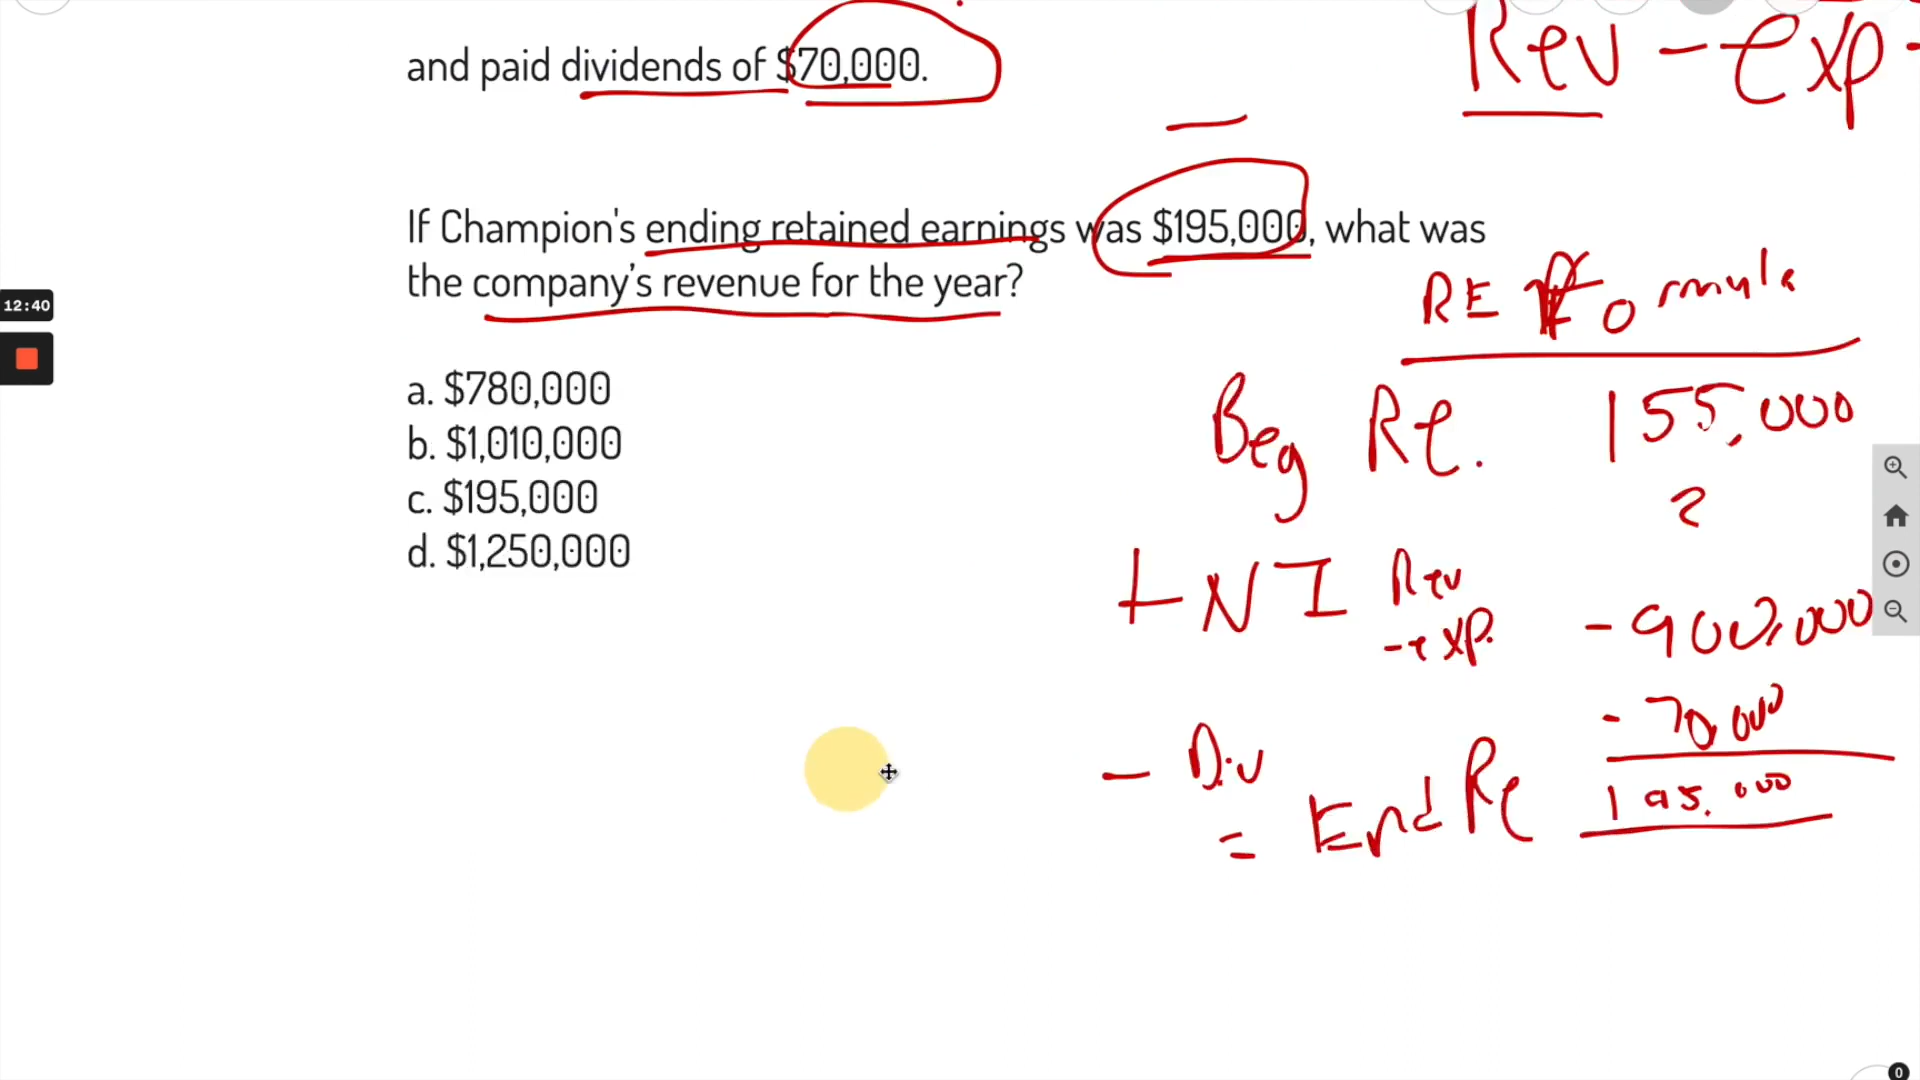 and paid dividends of $70,000.
Rev - exp -
If Champion's ending retained earnings was $195,000, what was
the company's revenue for the year?
12:40
RE Formula
a. $780,000
b. $1,010,000
c. $195,000
d. $1,250,000
Beg RE. 155,000
?
+ NI Rev
- exp. - 900,000
- Div - 70,000
= End RE 195,000
0